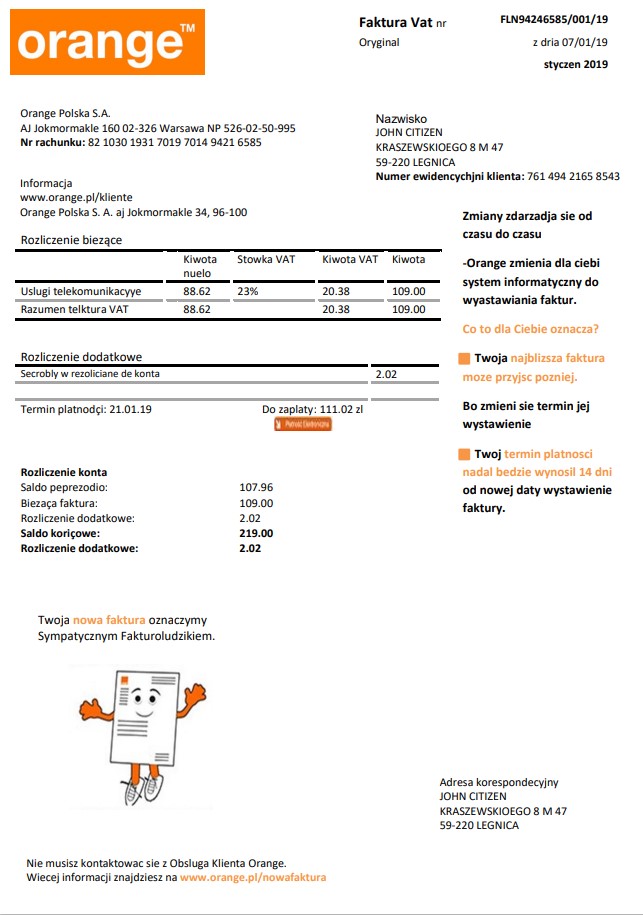 orange™
Faktura Vat nr FLN94246585/001/19
Oryginal z dnia 07/01/19
styczen 2019
Orange Polska S.A.
AJ Jokmormakle 160 02-326 Warsawa NP 526-02-50-995
Nr rachunku: 82 1030 1931 7019 7014 9421 6585
Nazwisko
JOHN CITIZEN
KRASZEWSKIOEGO 8 M 47
59-220 LEGNICA
Numer ewidencychjni klienta: 761 494 2165 8543
Informacja
www.orange.pl/kliente
Orange Polska S. A. aj Jokmormakle 34, 96-100
Rozliczenie biezące
Kiwota nuelo Stowka VAT Kiwota VAT Kiwota
Uslugi telekomunikacyye 88.62 23% 20.38 109.00
Razumen telktura VAT 88.62 20.38 109.00
Rozliczenie dodatkowe
Secrobly w rezoliciane de konta 2.02
Termin platnodçi: 21.01.19 Do zaplaty: 111.02 zl
Płatność Elektroniczna
Rozliczenie konta
Saldo peprezodio: 107.96
Biezaça faktura: 109.00
Rozliczenie dodatkowe: 2.02
Saldo koriçowe: 219.00
Rozliczenie dodatkowe: 2.02
Zmiany zdarzadja sie od
czasu do czasu
-Orange zmienia dla ciebi
system informatyczny do
wyastawiania faktur.
Co to dla Ciebie oznacza?
Twoja najblizsza faktura
moze przyjsc pozniej.
Bo zmieni sie termin jej
wystawienie
Twoj termin platnosci
nadal bedzie wynosil 14 dni
od nowej daty wystawienie
faktury.
Twoja nowa faktura oznaczymy
Sympatycznym Fakturoludzikiem.
Adresa korespondecyjny
JOHN CITIZEN
KRASZEWSKIOEGO 8 M 47
59-220 LEGNICA
Nie musisz kontaktowac sie z Obsluga Klienta Orange.
Wiecej informacji znajdziesz na www.orange.pl/nowafaktura